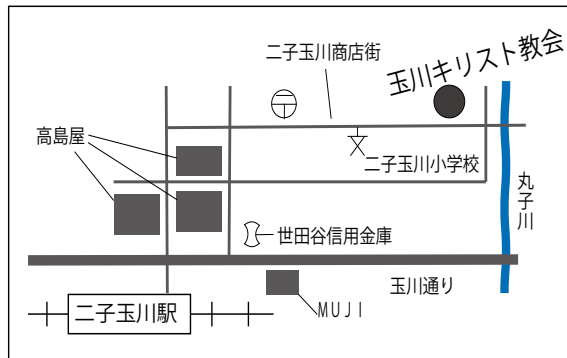 二子玉川商店街
玉川キリスト教会
高島屋
二子玉川小学校
丸子川
世田谷信用金庫
玉川通り
MUJI
二子玉川駅